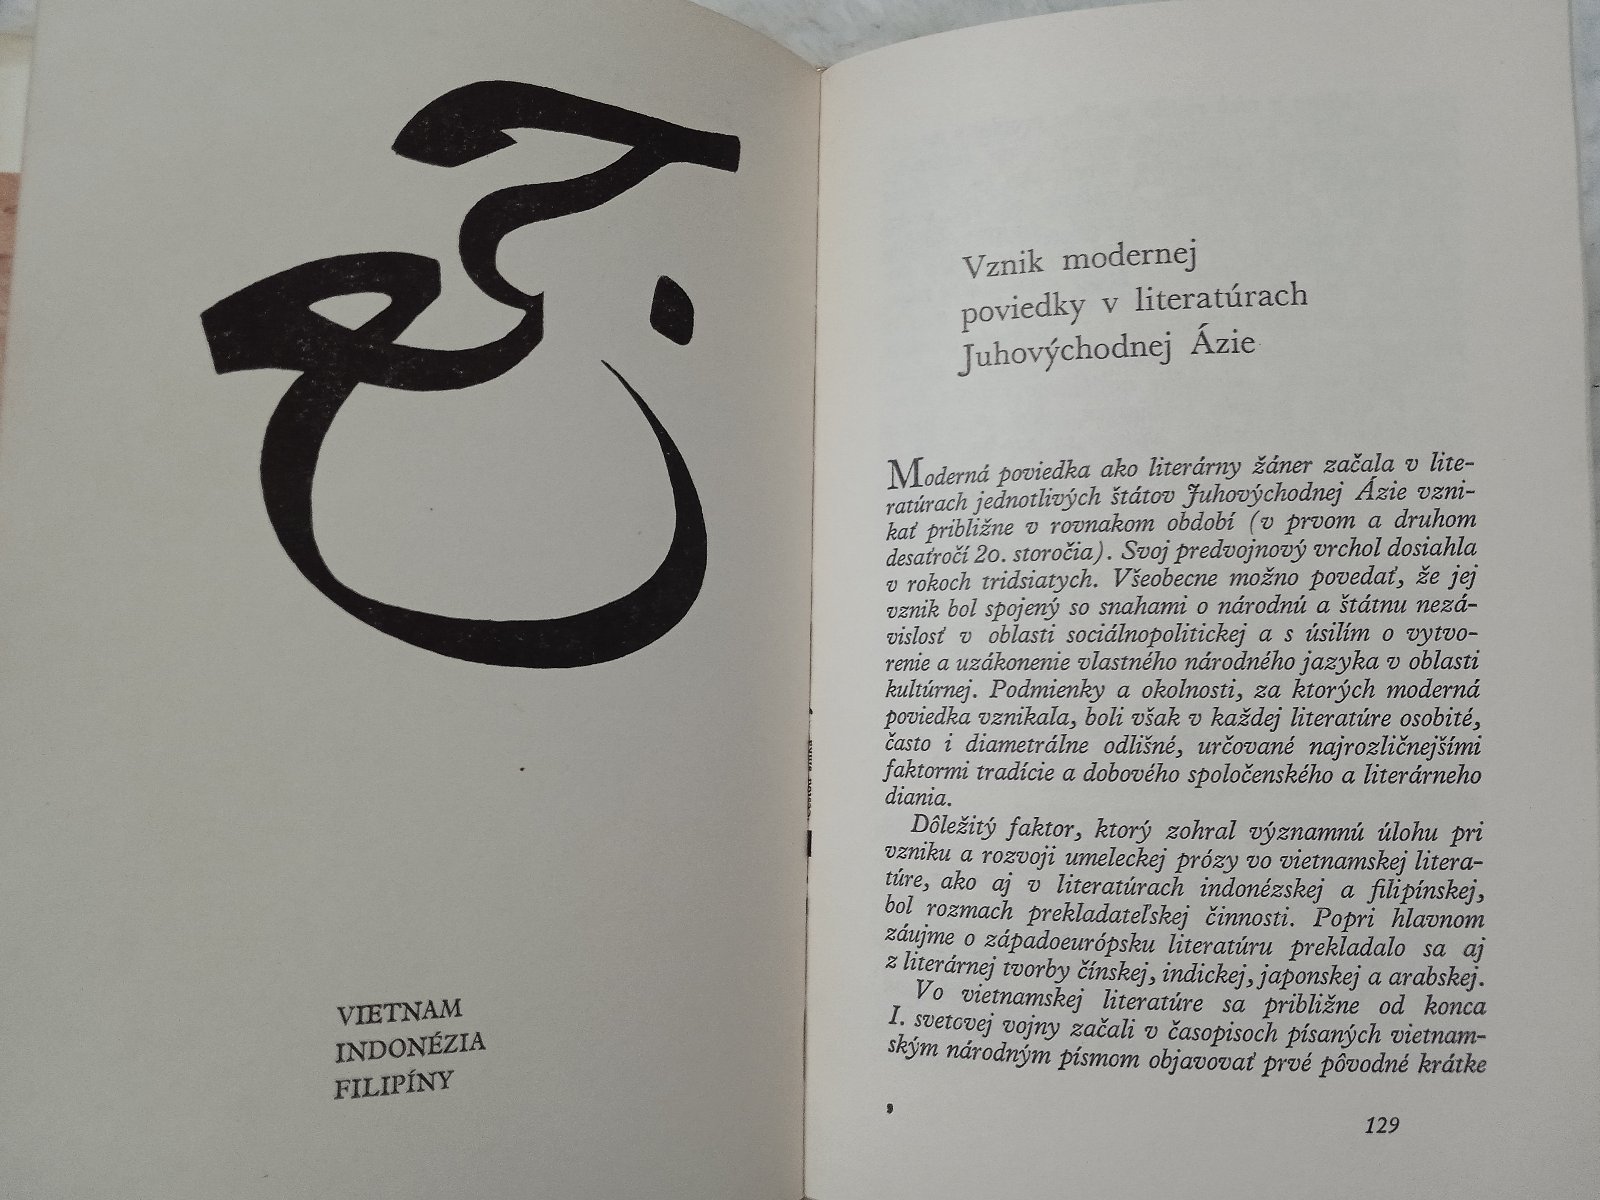 VIETNAM
INDONÉZIA
FILIPÍNY
Vznik modernej
poviedky v literatúrach
Juhovýchodnej Ázie
Moderná poviedka ako literárny žáner začala v lite-
ratúrach jednotlivých štátov Juhovýchodnej Ázie vzni-
kať približne v rovnakom období (v prvom a druhom
desaťročí 20. storočia). Svoj predvojnový vrchol dosiahla
v rokoch tridsiatych. Všeobecne možno povedať, že jej
vznik bol spojený so snahami o národnú a štátnu nezá-
vislosť v oblasti sociálnopolitickej a s úsilím o vytvo-
renie a uzákonenie vlastného národného jazyka v oblasti
kultúrnej. Podmienky a okolnosti, za ktorých moderná
poviedka vznikala, boli však v každej literatúre osobité,
často i diametrálne odlišné, určované najrozličnejšími
faktormi tradície a dobového spoločenského a literárneho
diania.
Dôležitý faktor, ktorý zohral významnú úlohu pri
vzniku a rozvoji umeleckej prózy vo vietnamskej litera-
túre, ako aj v literatúrach indonézskej a filipínskej,
bol rozmach prekladateľskej činnosti. Popri hlavnom
záujme o západoeurópsku literatúru prekladalo sa aj
z literárnej tvorby čínskej, indickej, japonskej a arabskej.
Vo vietnamskej literatúre sa približne od konca
I. svetovej vojny začali v časopisoch písaných vietnam-
ským národným písmom objavovať prvé pôvodné krátke
9
129